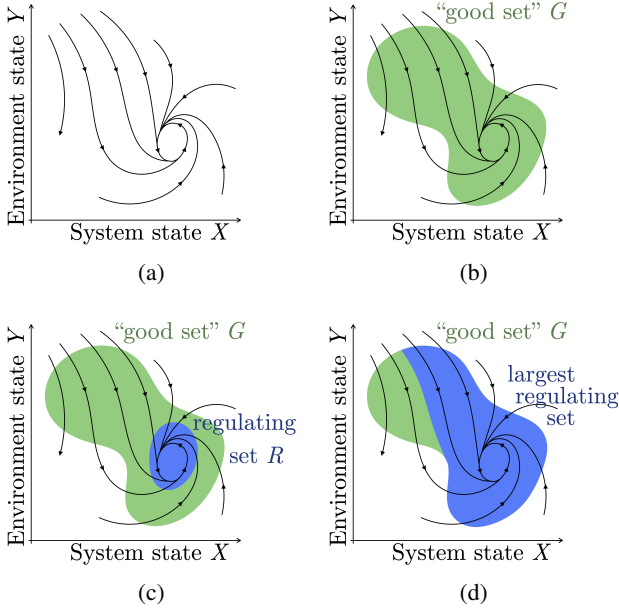 Environment state Y
System state X
(a)
“good set” G
Environment state Y
System state X
(b)
“good set” G
regulating
set R
Environment state Y
System state X
(c)
“good set” G
largest
regulating
set
Environment state Y
System state X
(d)